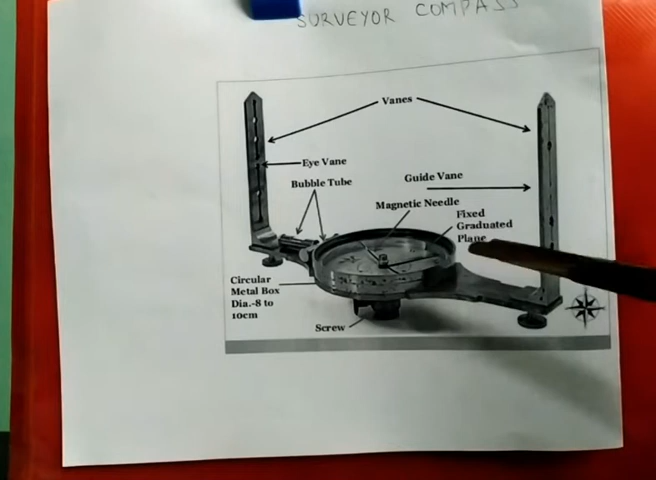 SURVEYOR COMPASS
Vanes
Eye Vane
Bubble Tube
Guide Vane
Magnetic Needle
Fixed
Graduated
Plane
Circular
Metal Box
Dia.-8 to
10cm
Screw